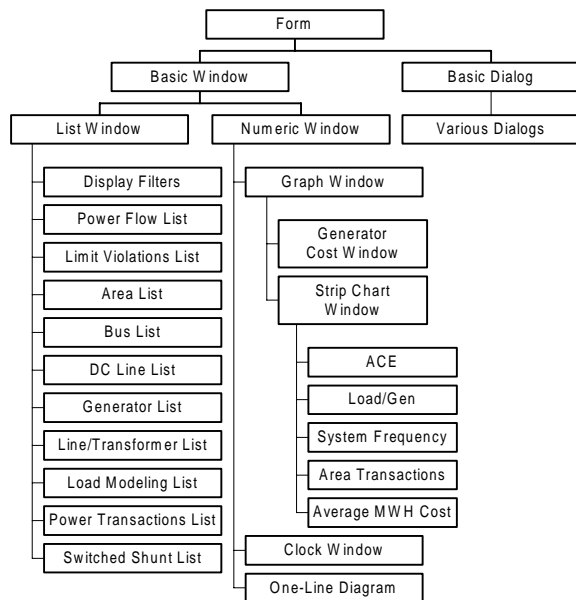 Form
Basic Window
Basic Dialog
List Window
Numeric Window
Various Dialogs
Display Filters
Power Flow List
Limit Violations List
Area List
Bus List
DC Line List
Generator List
Line/Transformer List
Load Modeling List
Power Transactions List
Switched Shunt List
Graph Window
Generator
Cost Window
Strip Chart
Window
ACE
Load/Gen
System Frequency
Area Transactions
Average MWH Cost
Clock Window
One-Line Diagram